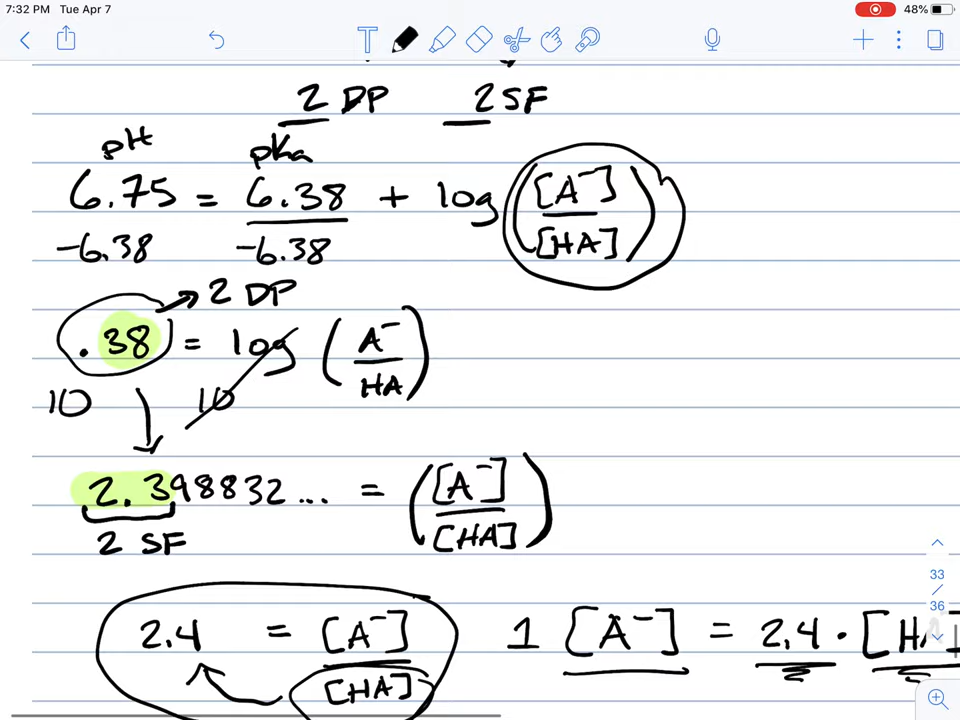 7:32 PM Tue Apr 7 48%
2 DP 2 SF
pH pKa
6.75 = 6.38 + log ([A⁻]/[HA])
-6.38 -6.38
2 DP
.38 = log (A⁻/HA)
10 10
2.398832... = ([A⁻]/[HA])
2 SF
33
/
36
2.4 = [A⁻]/[HA] 1 [A⁻] = 2.4 · [HA]